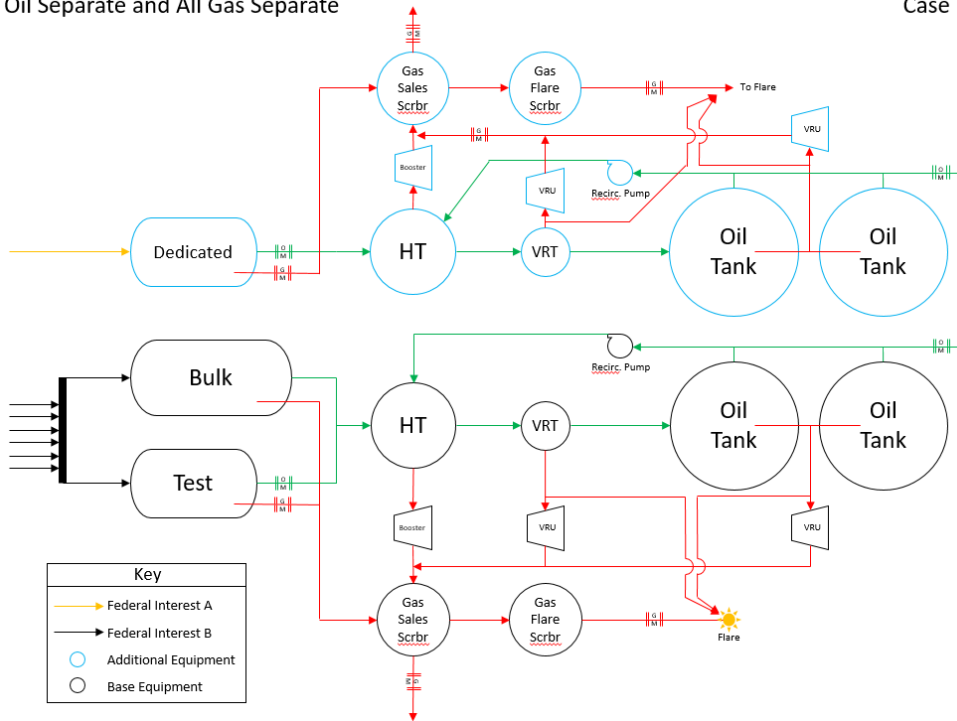 Oil Separate and All Gas Separate
Case
G
M
Gas
Sales
Scrbr
Gas
Flare
Scrbr
G
M
To Flare
G
M
VRU
Booster
VRU
Recirc. Pump
O
M
Dedicated
O
M
G
M
HT
VRT
Oil
Tank
Oil
Tank
Recirc. Pump
O
M
Bulk
HT
VRT
Oil
Tank
Oil
Tank
Test
O
M
G
M
Booster
VRU
VRU
Key
Federal Interest A
Federal Interest B
Additional Equipment
Base Equipment
Gas
Sales
Scrbr
Gas
Flare
Scrbr
G
M
Flare
G
M